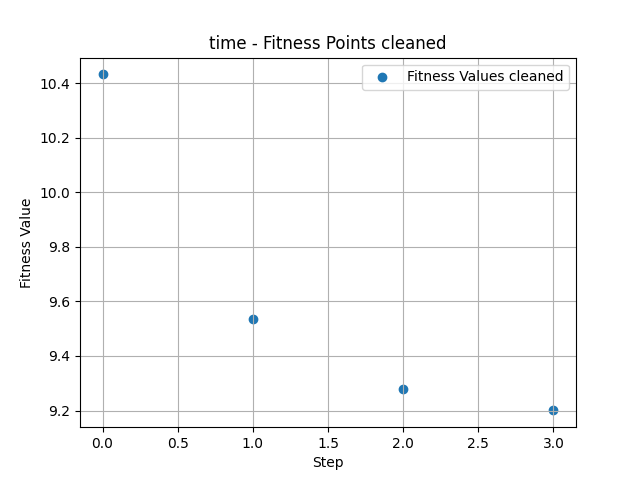 time - Fitness Points cleaned
Fitness Values cleaned
10.4
10.2
10.0
9.8
9.6
9.4
9.2
Fitness Value
0.0 0.5 1.0 1.5 2.0 2.5 3.0
Step